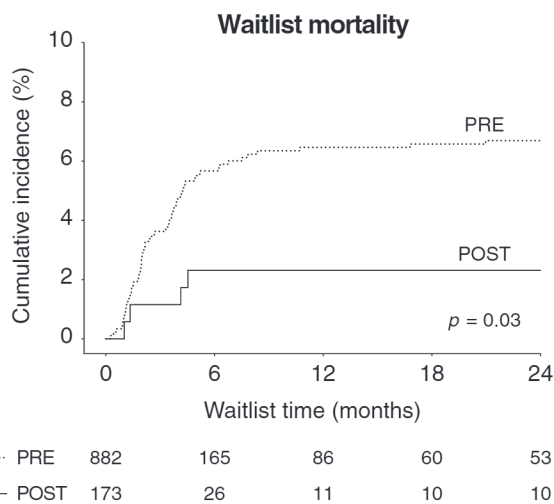 Waitlist mortality
Cumulative incidence (%)
10
8
6
4
2
0
PRE
POST
p = 0.03
0 6 12 18 24
Waitlist time (months)
PRE 882 165 86 60 53
POST 173 26 11 10 10